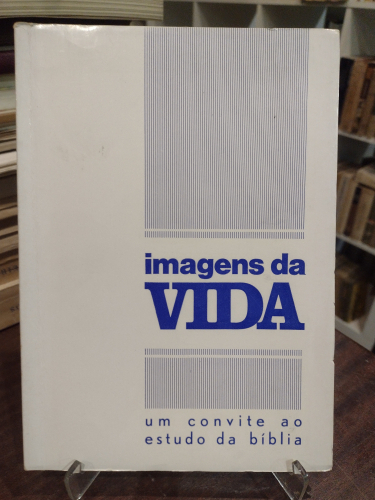 imagens da
VIDA
um convite ao
estudo da bíblia